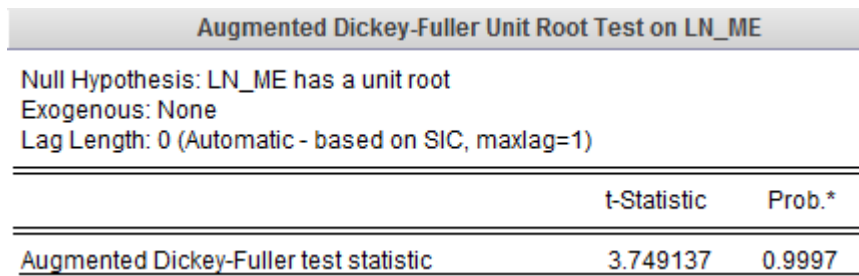 Augmented Dickey-Fuller Unit Root Test on LN_ME
Null Hypothesis: LN_ME has a unit root
Exogenous: None
Lag Length: 0 (Automatic - based on SIC, maxlag=1)
t-Statistic Prob.*
Augmented Dickey-Fuller test statistic 3.749137 0.9997